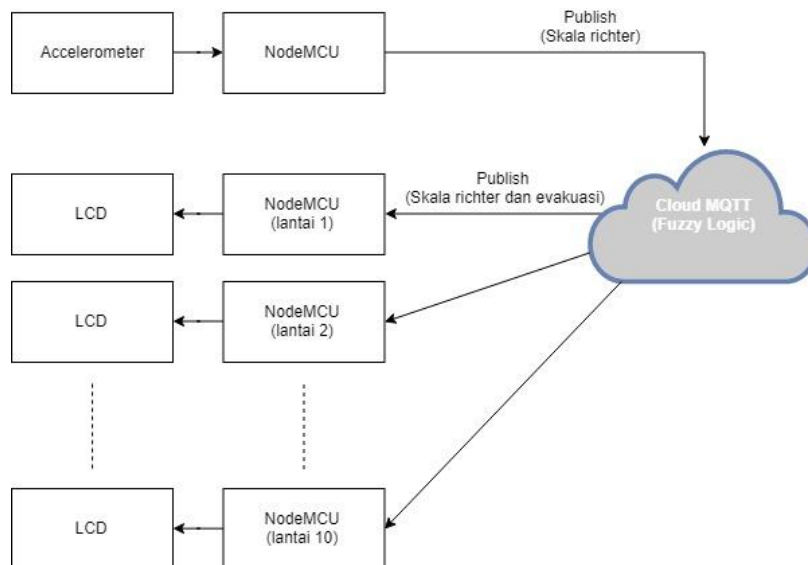 Accelerometer
NodeMCU
Publish
(Skala richter)
Publish
(Skala richter dan evakuasi)
Cloud MQTT
(Fuzzy Logic)
LCD
NodeMCU
(lantai 1)
LCD
NodeMCU
(lantai 2)
LCD
NodeMCU
(lantai 10)